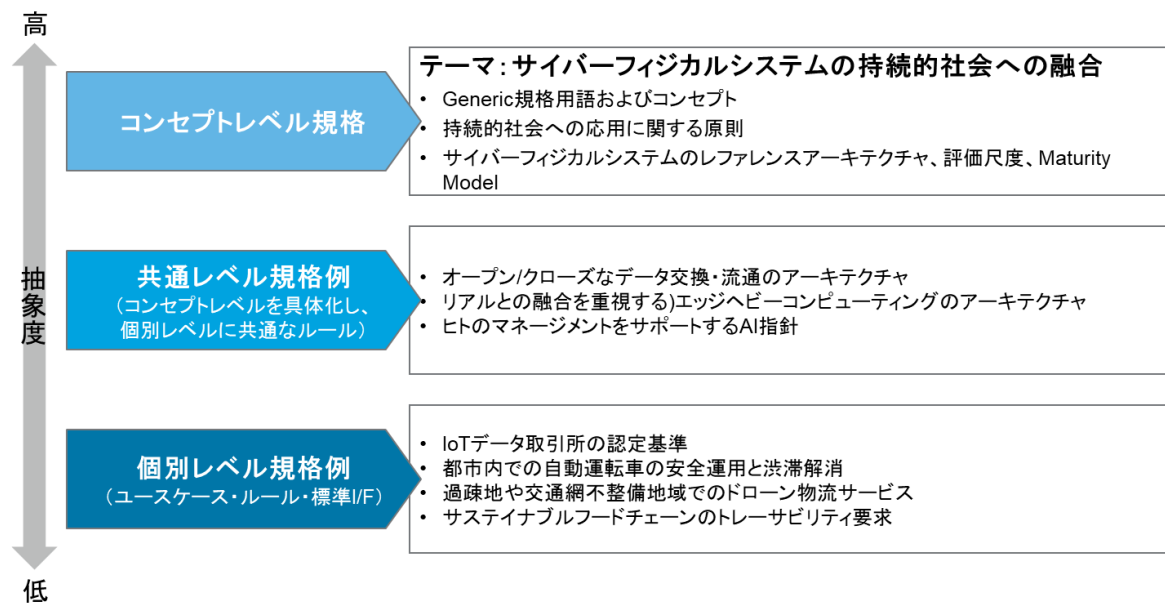 高
抽象度
低
コンセプトレベル規格
テーマ：サイバーフィジカルシステムの持続的社会への融合
• Generic規格用語およびコンセプト
• 持続的社会への応用に関する原則
• サイバーフィジカルシステムのレファレンスアーキテクチャ、評価尺度、Maturity
Model
共通レベル規格例
(コンセプトレベルを具体化し、
個別レベルに共通なルール)
• オープン/クローズなデータ交換・流通のアーキテクチャ
• リアルとの融合を重視する)エッジヘビーコンピューティングのアーキテクチャ
• ヒトのマネージメントをサポートするAI指針
個別レベル規格例
(ユースケース・ルール・標準I/F)
• IoTデータ取引所の認定基準
• 都市内での自動運転車の安全運用と渋滞解消
• 過疎地や交通網不整備地域でのドローン物流サービス
• サステイナブルフードチェーンのトレーサビリティ要求